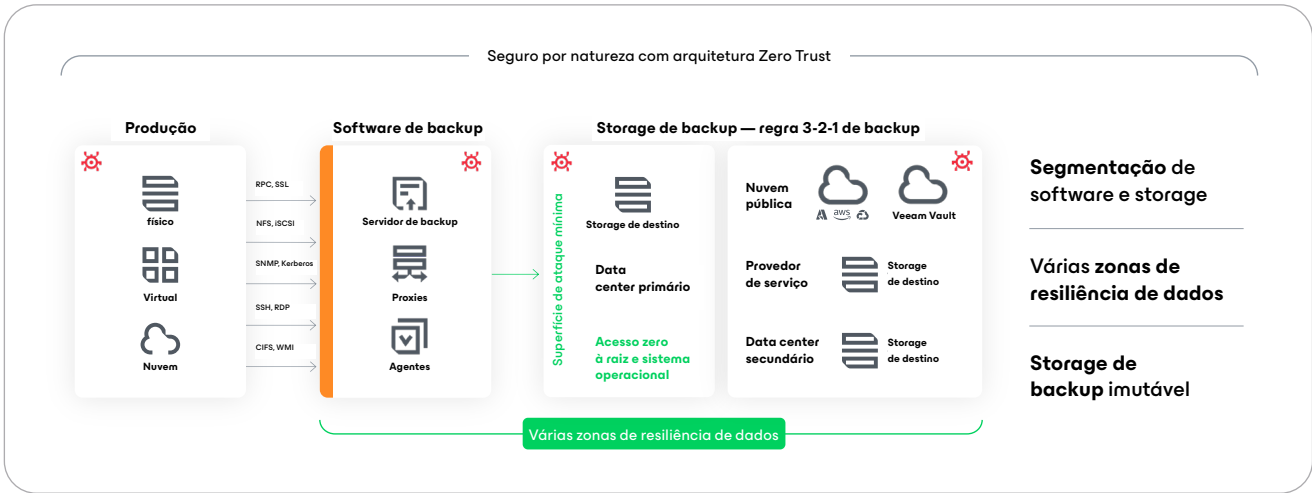 Seguro por natureza com arquitetura Zero Trust
Produção
físico
Virtual
Nuvem
RPC, SSL
NFS, iSCSI
SNMP, Kerberos
SSH, RDP
CIFS, WMI
Software de backup
Servidor de backup
Proxies
Agentes
Storage de backup — regra 3-2-1 de backup
Superfície de ataque mínima
Storage de destino
Data
center primário
Acesso zero
à raiz e sistema
operacional
Nuvem
pública
aws
Veeam Vault
Provedor
de serviço
Storage
de destino
Data center
secundário
Storage
de destino
Várias zonas de resiliência de dados
Segmentação de
software e storage
Várias zonas de
resiliência de dados
Storage de
backup imutável